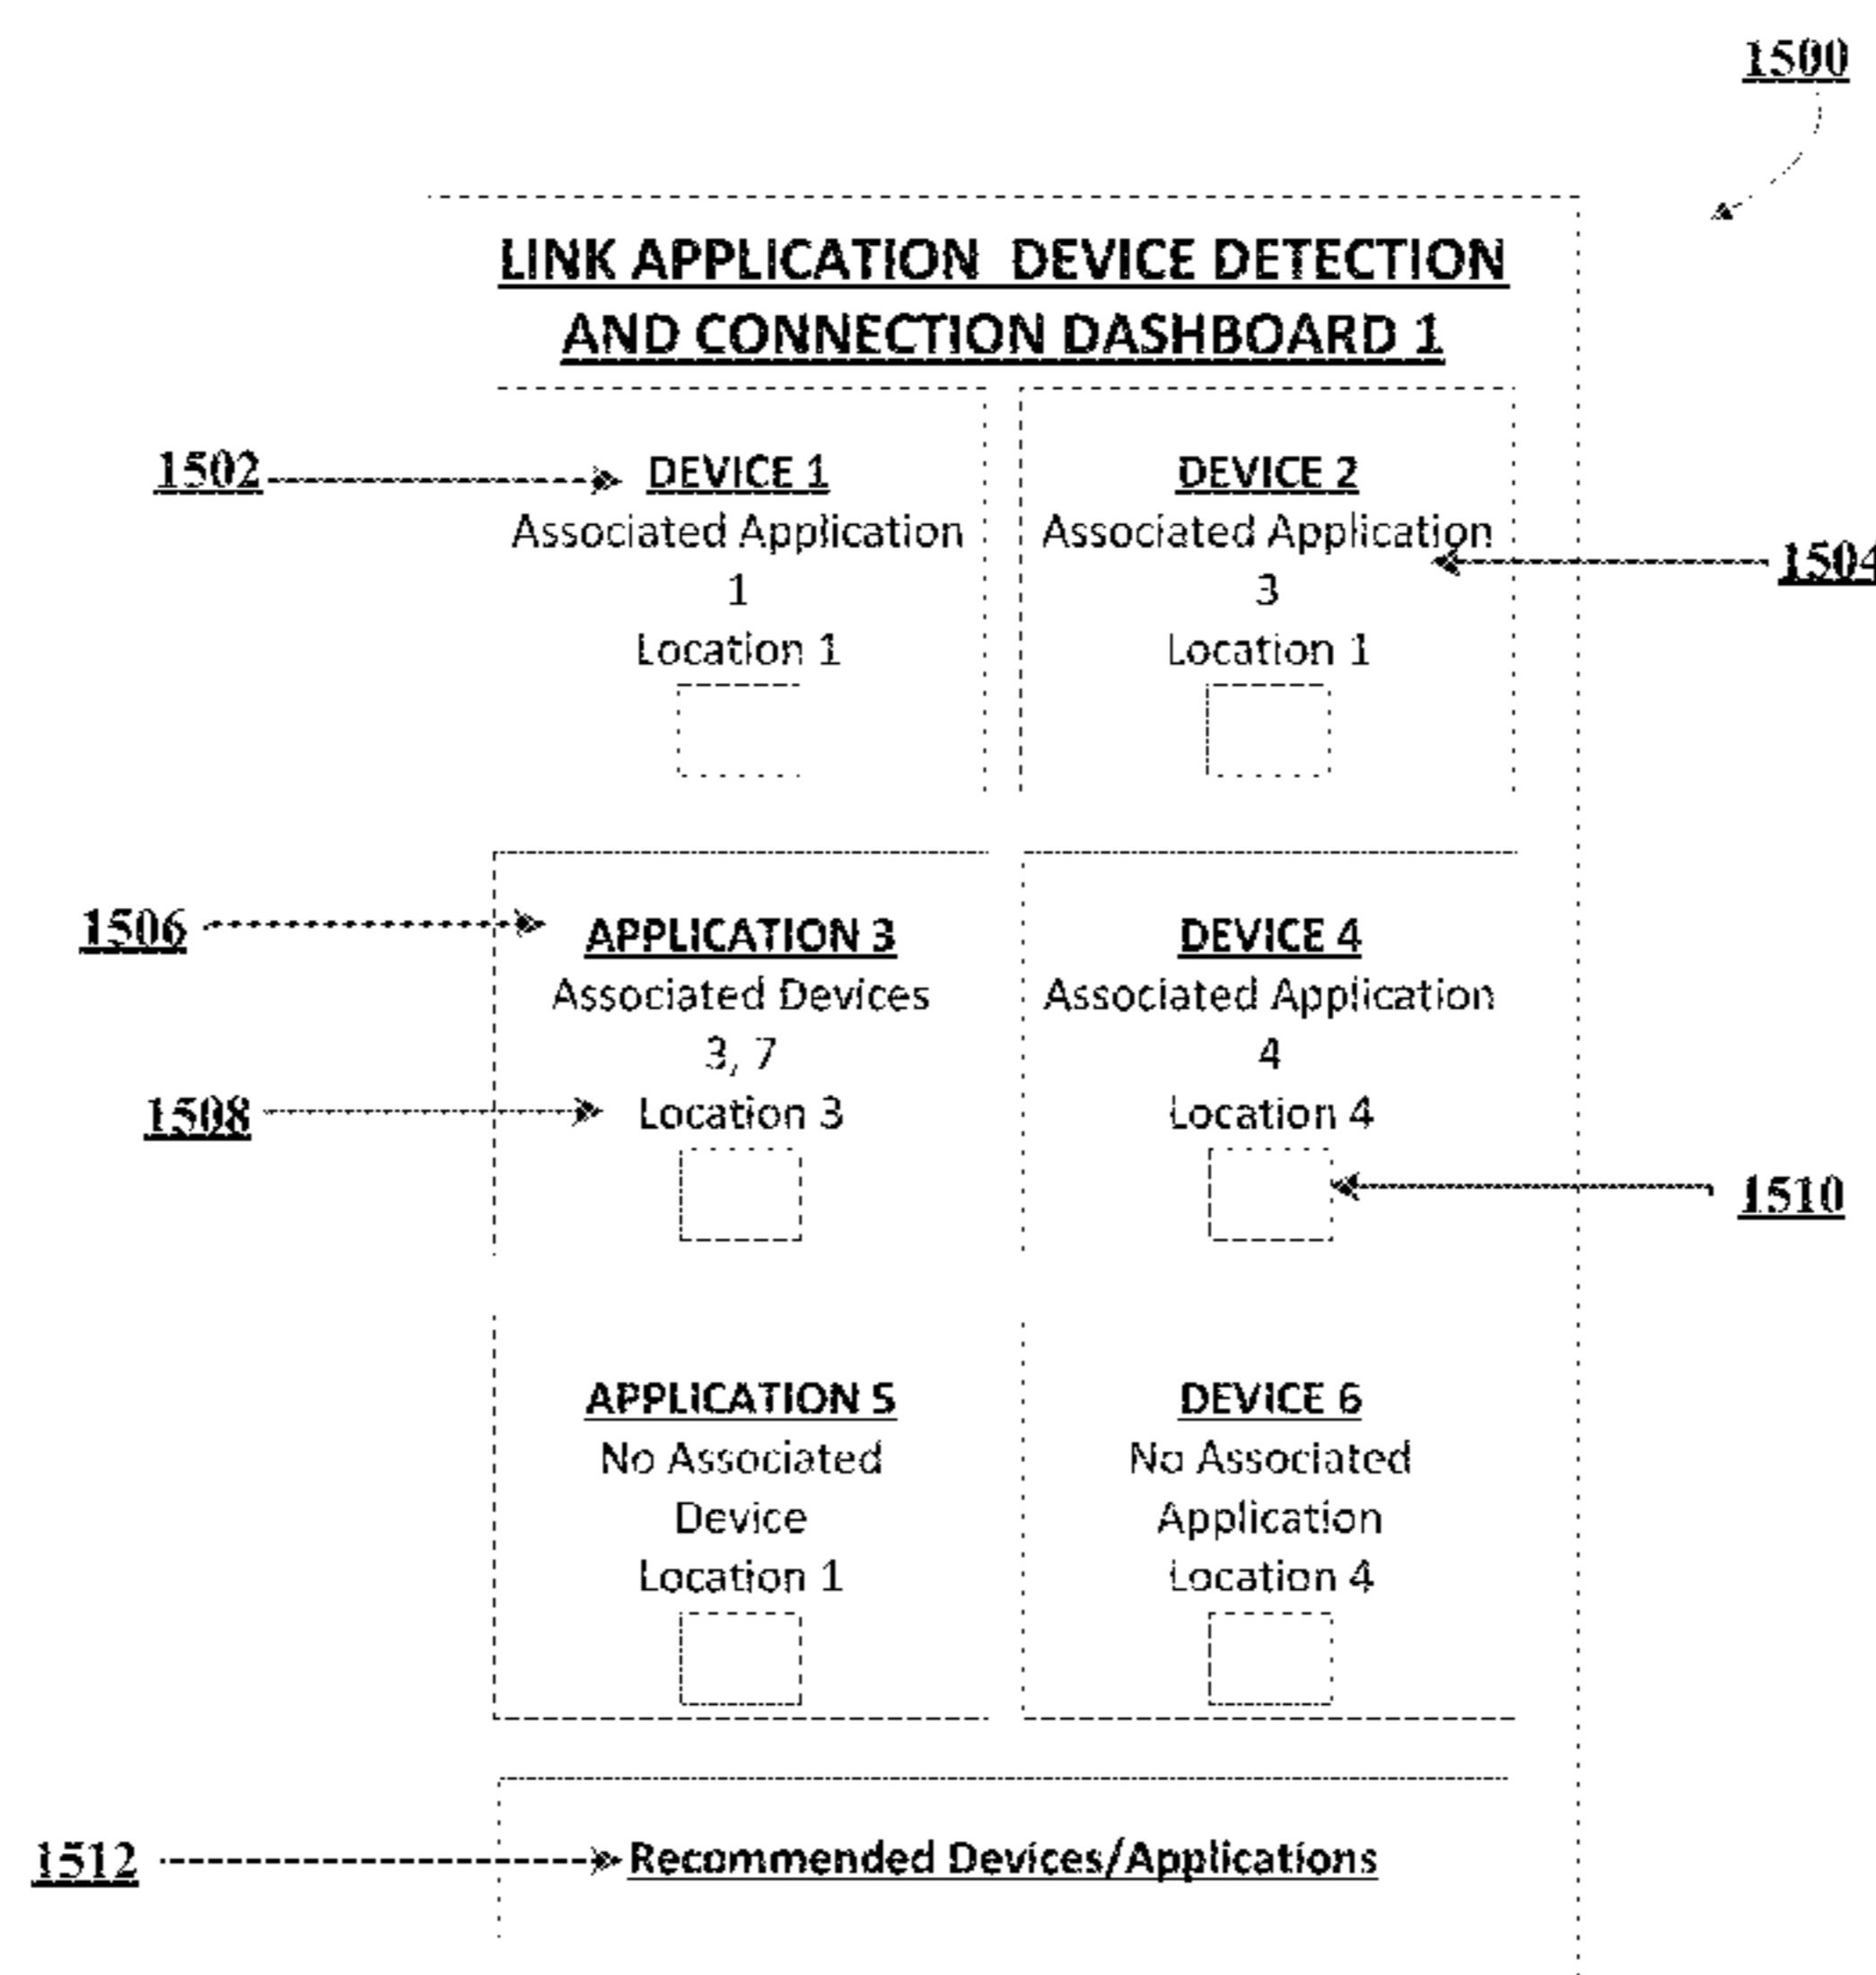 1500
LINK APPLICATION DEVICE DETECTION
AND CONNECTION DASHBOARD 1
1502
DEVICE 1
Associated Application
1
Location 1
DEVICE 2
Associated Application
3
Location 1
1504
1506
APPLICATION 3
Associated Devices
3, 7
1508
Location 3
DEVICE 4
Associated Application
4
Location 4
1510
APPLICATION 5
No Associated
Device
Location 1
DEVICE 6
No Associated
Application
Location 4
1512
Recommended Devices/Applications